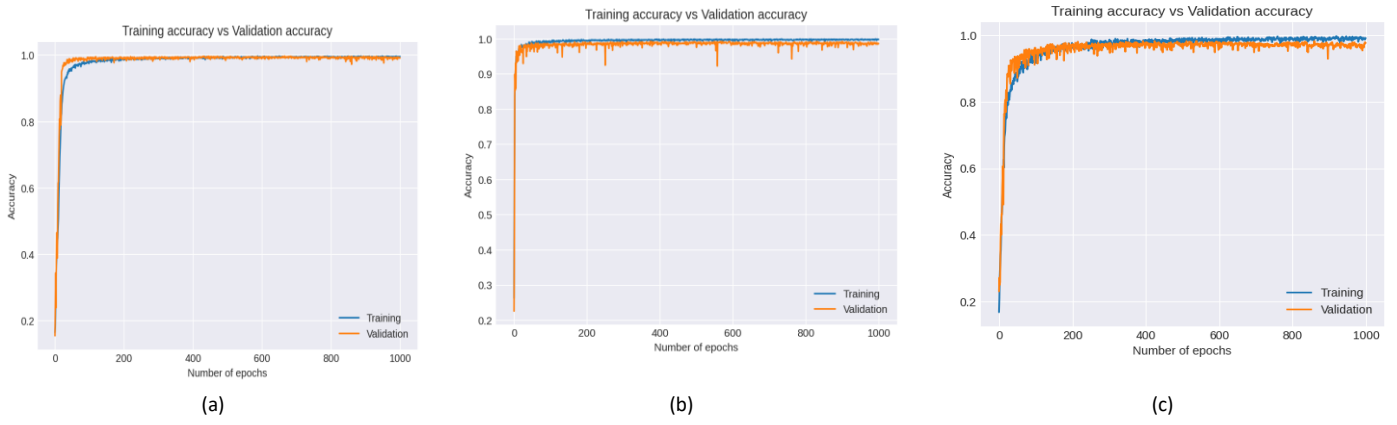 Training accuracy vs Validation accuracy
1.0
0.8
0.6
0.4
0.2
Accuracy
Training
Validation
0 200 400 600 800 1000
Number of epochs
(a)
Training accuracy vs Validation accuracy
1.0
0.9
0.8
0.7
0.6
0.5
0.4
0.3
0.2
Accuracy
Training
Validation
0 200 400 600 800 1000
Number of epochs
(b)
Training accuracy vs Validation accuracy
1.0
0.8
0.6
0.4
0.2
Accuracy
Training
Validation
0 200 400 600 800 1000
Number of epochs
(c)